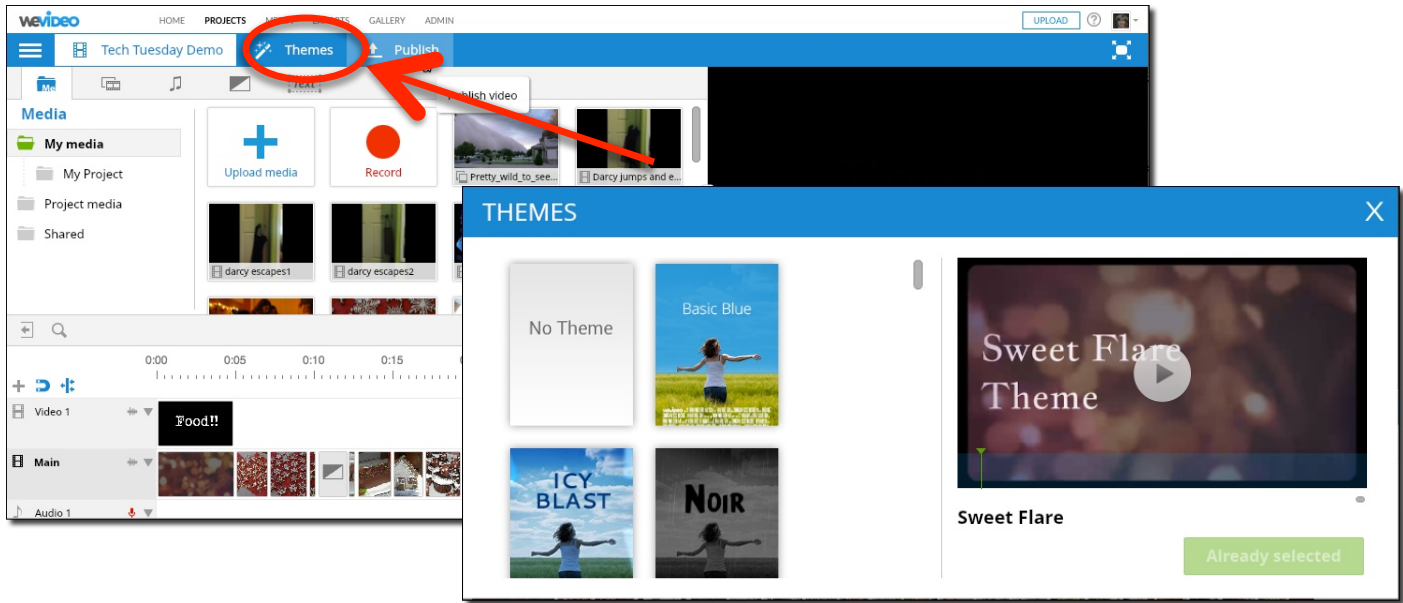 WeVideo
HOME PROJECTS GALLERY ADMIN UPLOAD ?
Tech Tuesday Demo Themes Publish
Me Text
Publish video
Media
My media
My Project
Project media
Shared
Upload media
Record
Pretty_wild_to_see...
Darcy jumps and e...
darcy escapes1
darcy escapes2
0:00 0:05 0:10 0:15
Video 1
Food!!
Main
Audio 1
THEMES X
No Theme
Basic Blue
ICY
BLAST
NOIR
Sweet Flare
Theme
Sweet Flare
Already selected